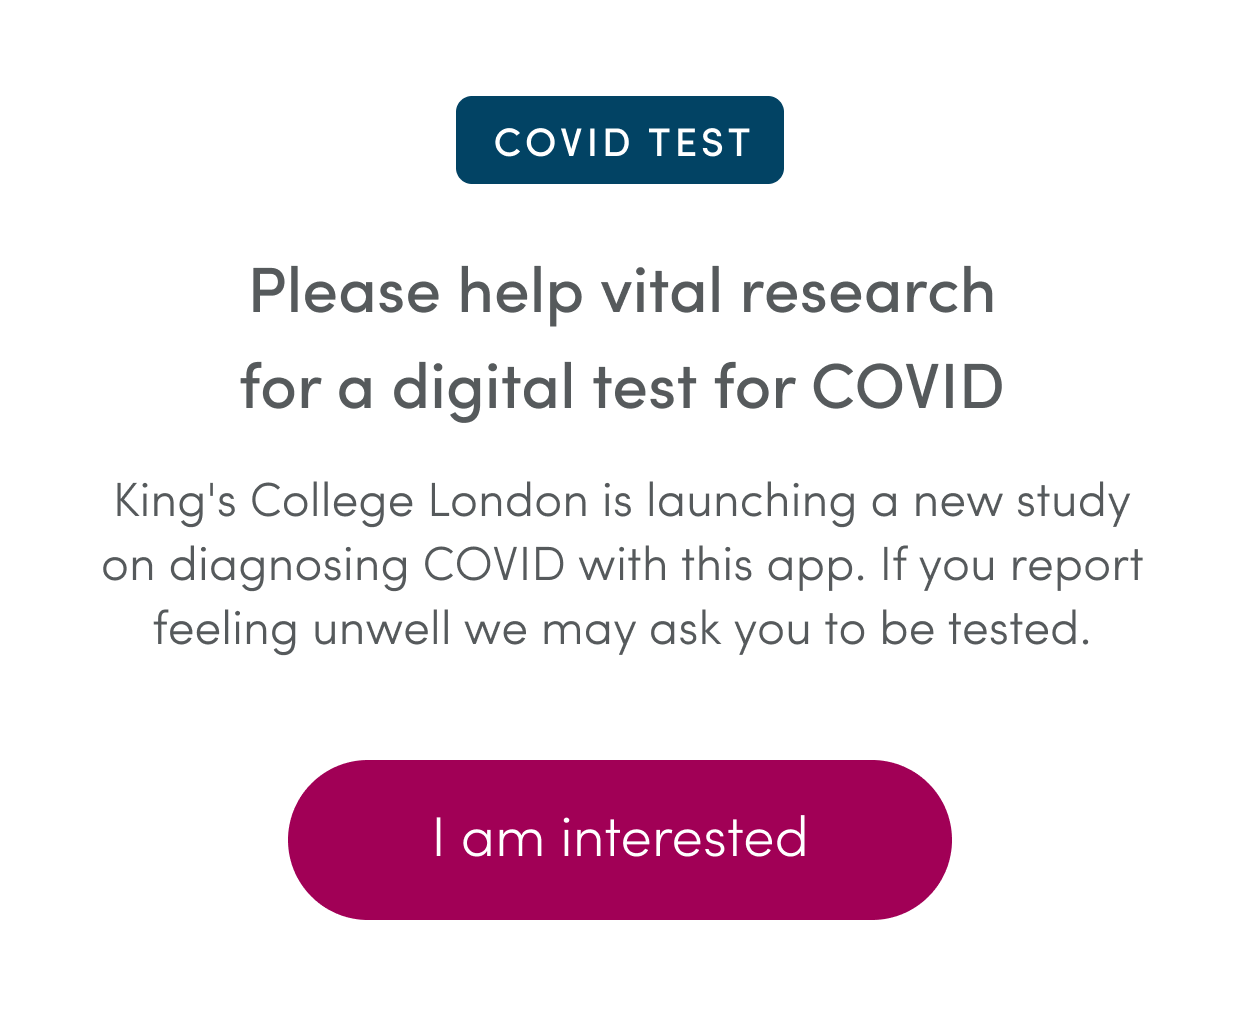 COVID TEST
Please help vital research
for a digital test for COVID
King's College London is launching a new study
on diagnosing COVID with this app. If you report
feeling unwell we may ask you to be tested.
I am interested